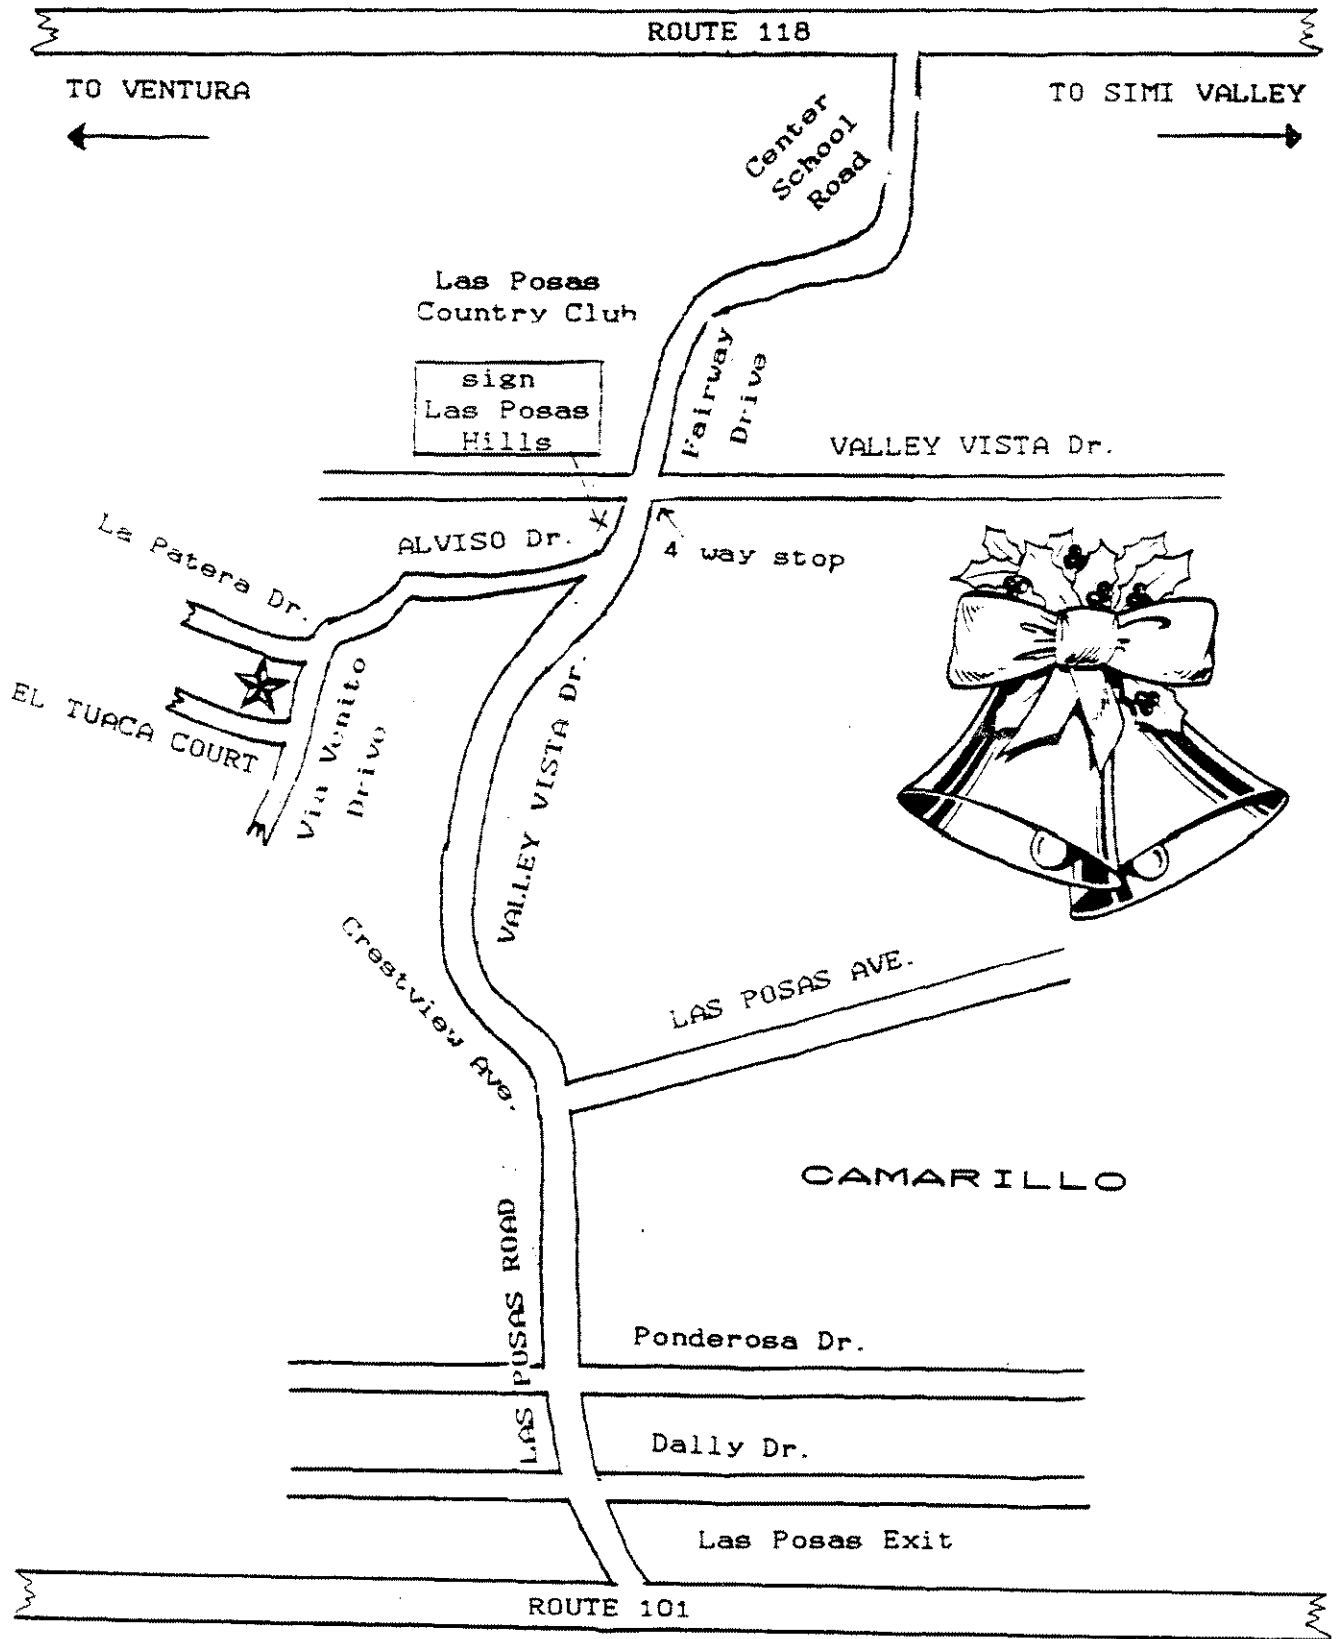 ROUTE 118
TO VENTURA
TO SIMI VALLEY
Center
School
Road
Las Posas
Country Club
sign
Las Posas
Hills
Fairway
Drive
VALLEY VISTA Dr.
La Patera Dr.
ALVISO Dr.
4 way stop
EL TUACA COURT
Via Venito
Drive
VALLEY VISTA Dr.
Crestview Ave.
LAS POSAS AVE.
CAMARILLO
LAS POSAS ROAD
Ponderosa Dr.
Dally Dr.
Las Posas Exit
ROUTE 101